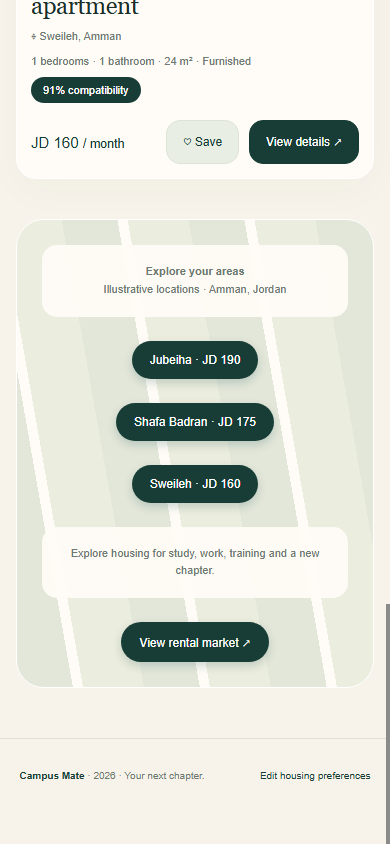 apartment
⌖ Sweileh, Amman
1 bedrooms · 1 bathroom · 24 m² · Furnished
91% compatibility
JD 160 / month
♡ Save
View details ↗
Explore your areas
Illustrative locations · Amman, Jordan
Jubeiha · JD 190
Shafa Badran · JD 175
Sweileh · JD 160
Explore housing for study, work, training and a new
chapter.
View rental market ↗
Campus Mate · 2026 · Your next chapter.
Edit housing preferences